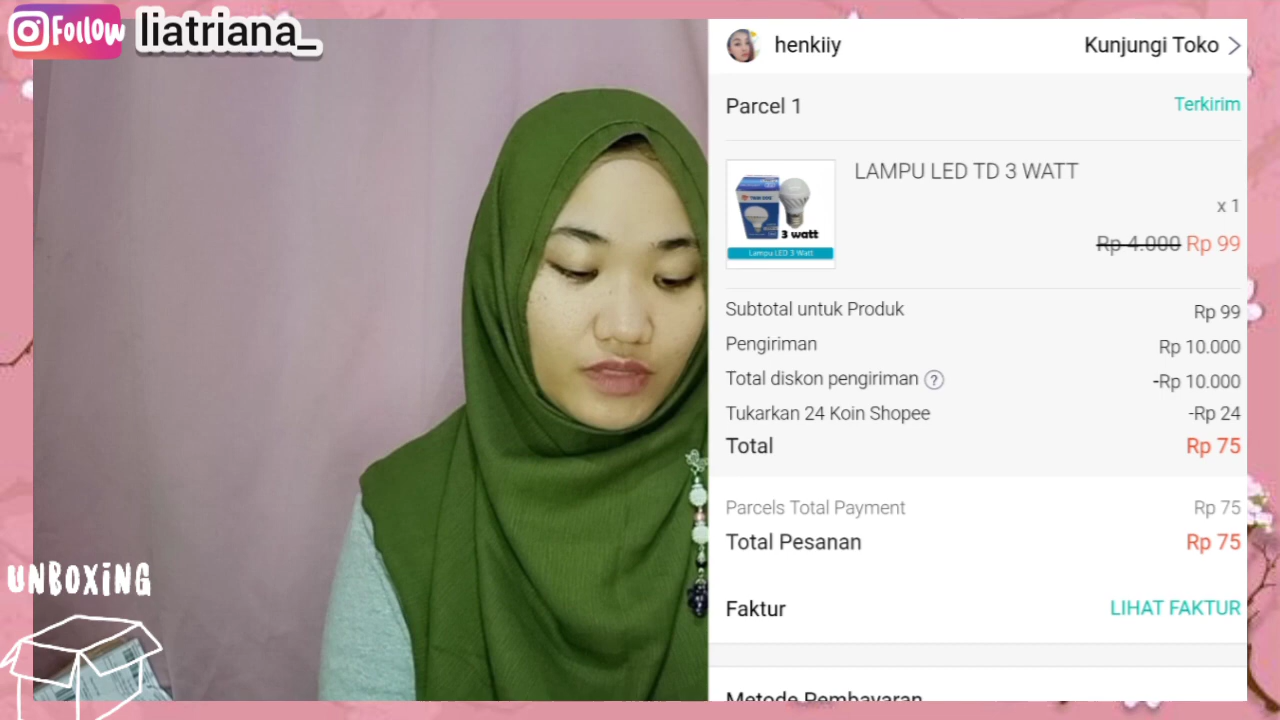 Follow liatriana_
henkiiy Kunjungi Toko
Parcel 1 Terkirim
LAMPU LED TD 3 WATT
x 1
Rp 4.000 Rp 99
3 watt
Lampu LED 3 Watt
Subtotal untuk Produk Rp 99
Pengiriman Rp 10.000
Total diskon pengiriman ? -Rp 10.000
Tukarkan 24 Koin Shopee -Rp 24
Total Rp 75
Parcels Total Payment Rp 75
Total Pesanan Rp 75
Faktur LIHAT FAKTUR
Metode Pembayaran
UNBOXING